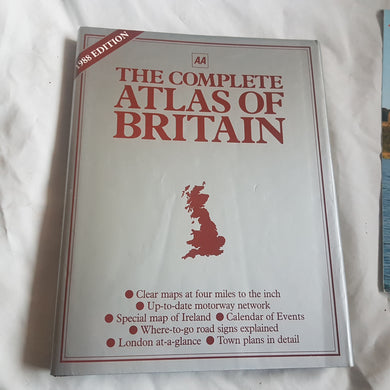 1988 EDITION
AA
THE COMPLETE
ATLAS OF
BRITAIN
● Clear maps at four miles to the inch
● Up-to-date motorway network
● Special map of Ireland ● Calendar of Events
● Where-to-go road signs explained
● London at-a-glance ● Town plans in detail